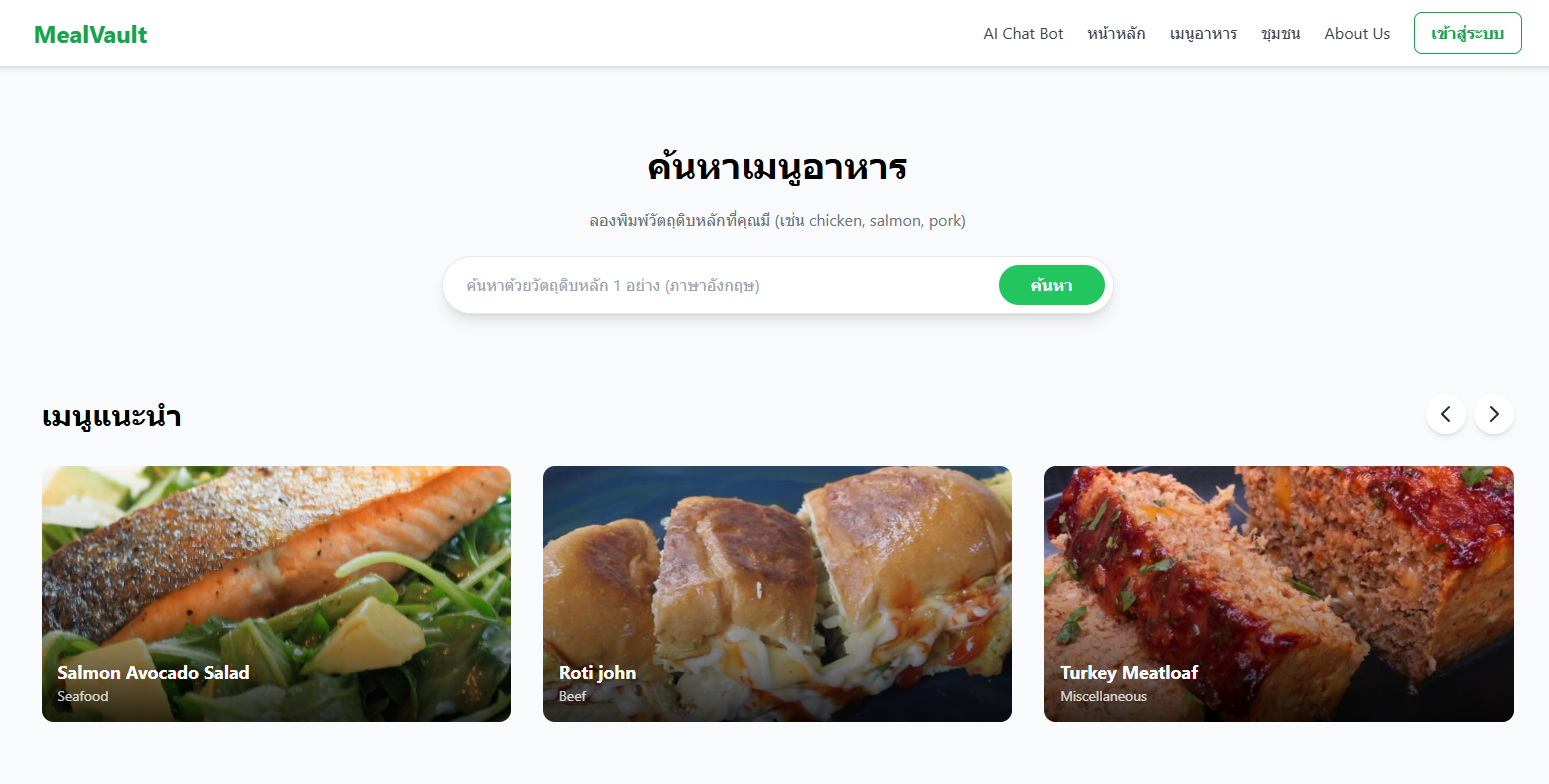 MealVault
AI Chat Bot
หน้าหลัก
เมนูอาหาร
ชุมชน
About Us
เข้าสู่ระบบ
ค้นหาเมนูอาหาร
ลองพิมพ์วัตถุดิบหลักที่คุณมี (เช่น chicken, salmon, pork)
ค้นหาด้วยวัตถุดิบหลัก 1 อย่าง (ภาษาอังกฤษ)
ค้นหา
เมนูแนะนำ
Salmon Avocado Salad
Seafood
Roti john
Beef
Turkey Meatloaf
Miscellaneous